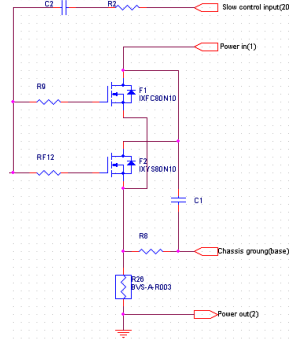 C2
R2
Slow control input(20
Power in(1)
R9
F1
IXFC80N10
RF12
F2
IXYS80N10
C1
R8
Chassis groung(base)
R26
BVS-A-R003
Power out(2)